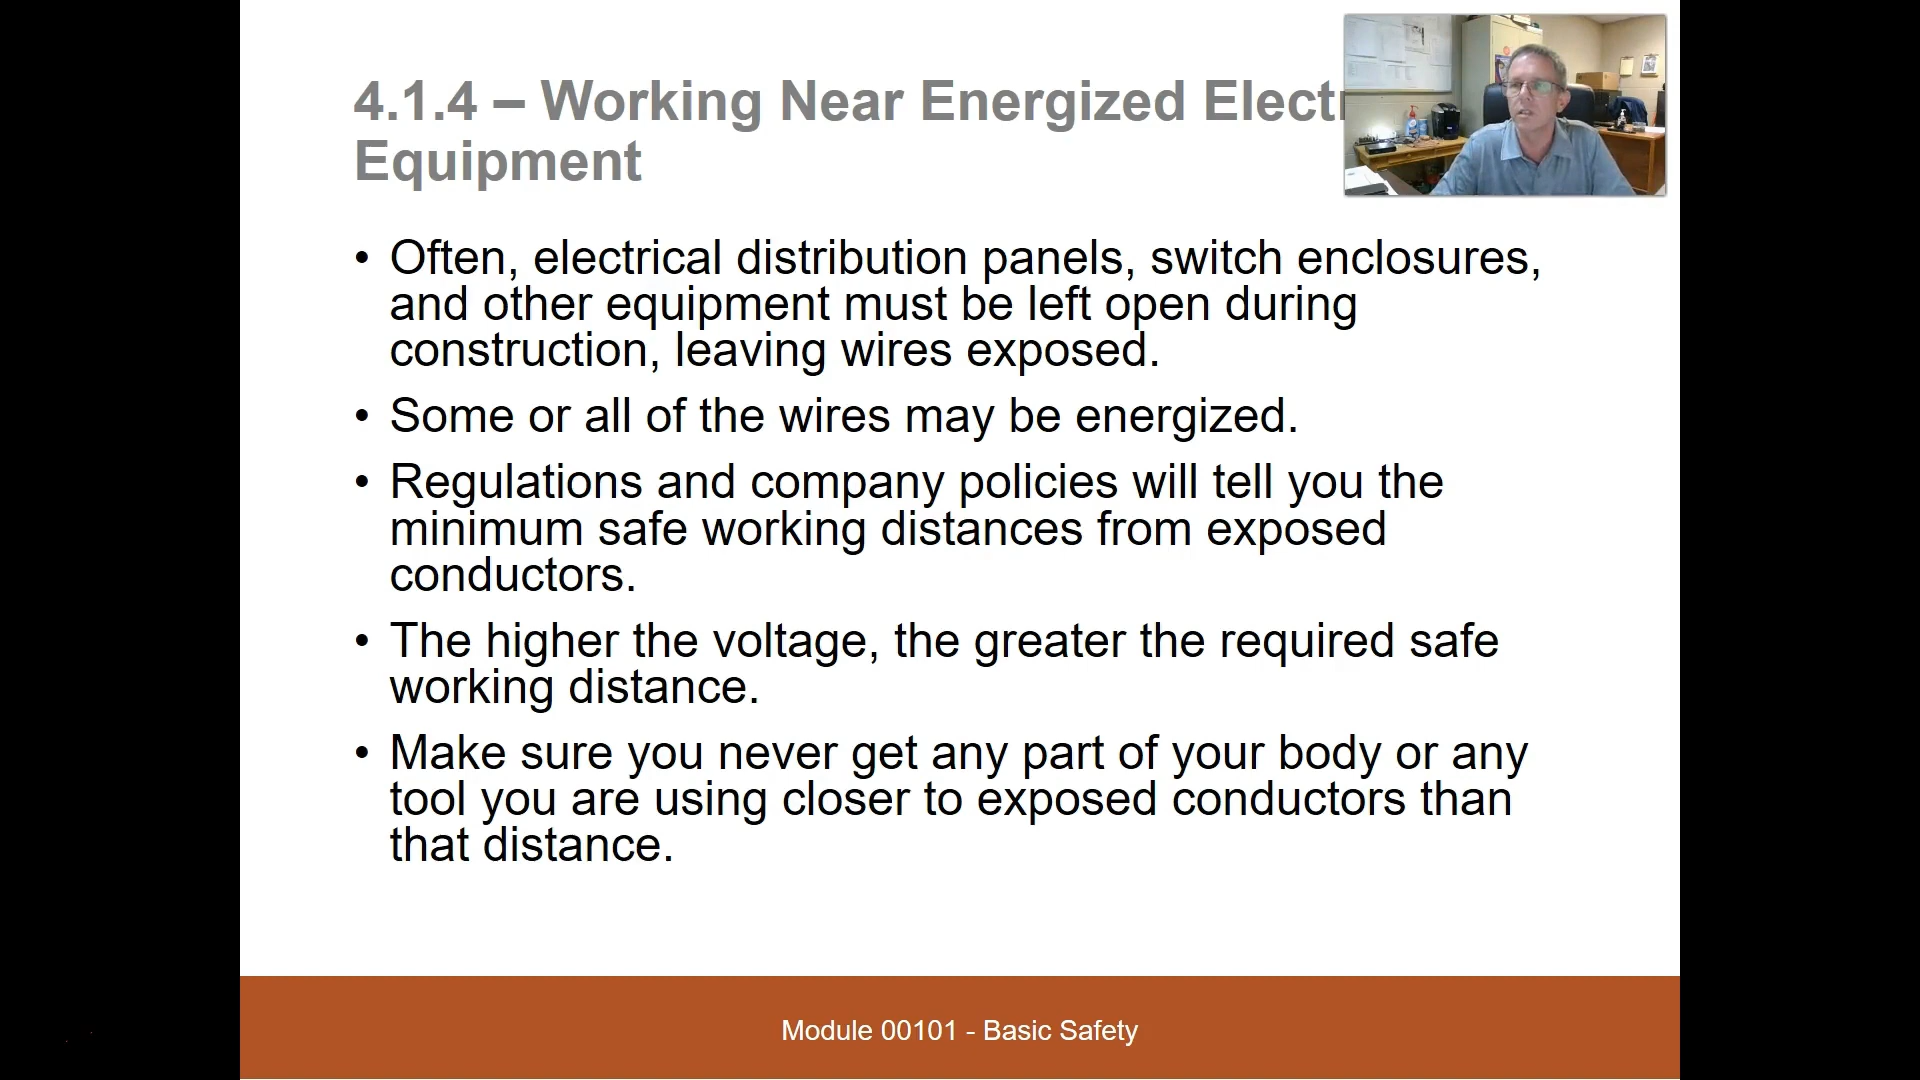 4.1.4 – Working Near Energized
Equipment
• Often, electrical distribution panels, switch enclosures,
and other equipment must be left open during
construction, leaving wires exposed.
• Some or all of the wires may be energized.
• Regulations and company policies will tell you the
minimum safe working distances from exposed
conductors.
• The higher the voltage, the greater the required safe
working distance.
• Make sure you never get any part of your body or any
tool you are using closer to exposed conductors than
that distance.
Module 00101 - Basic Safety